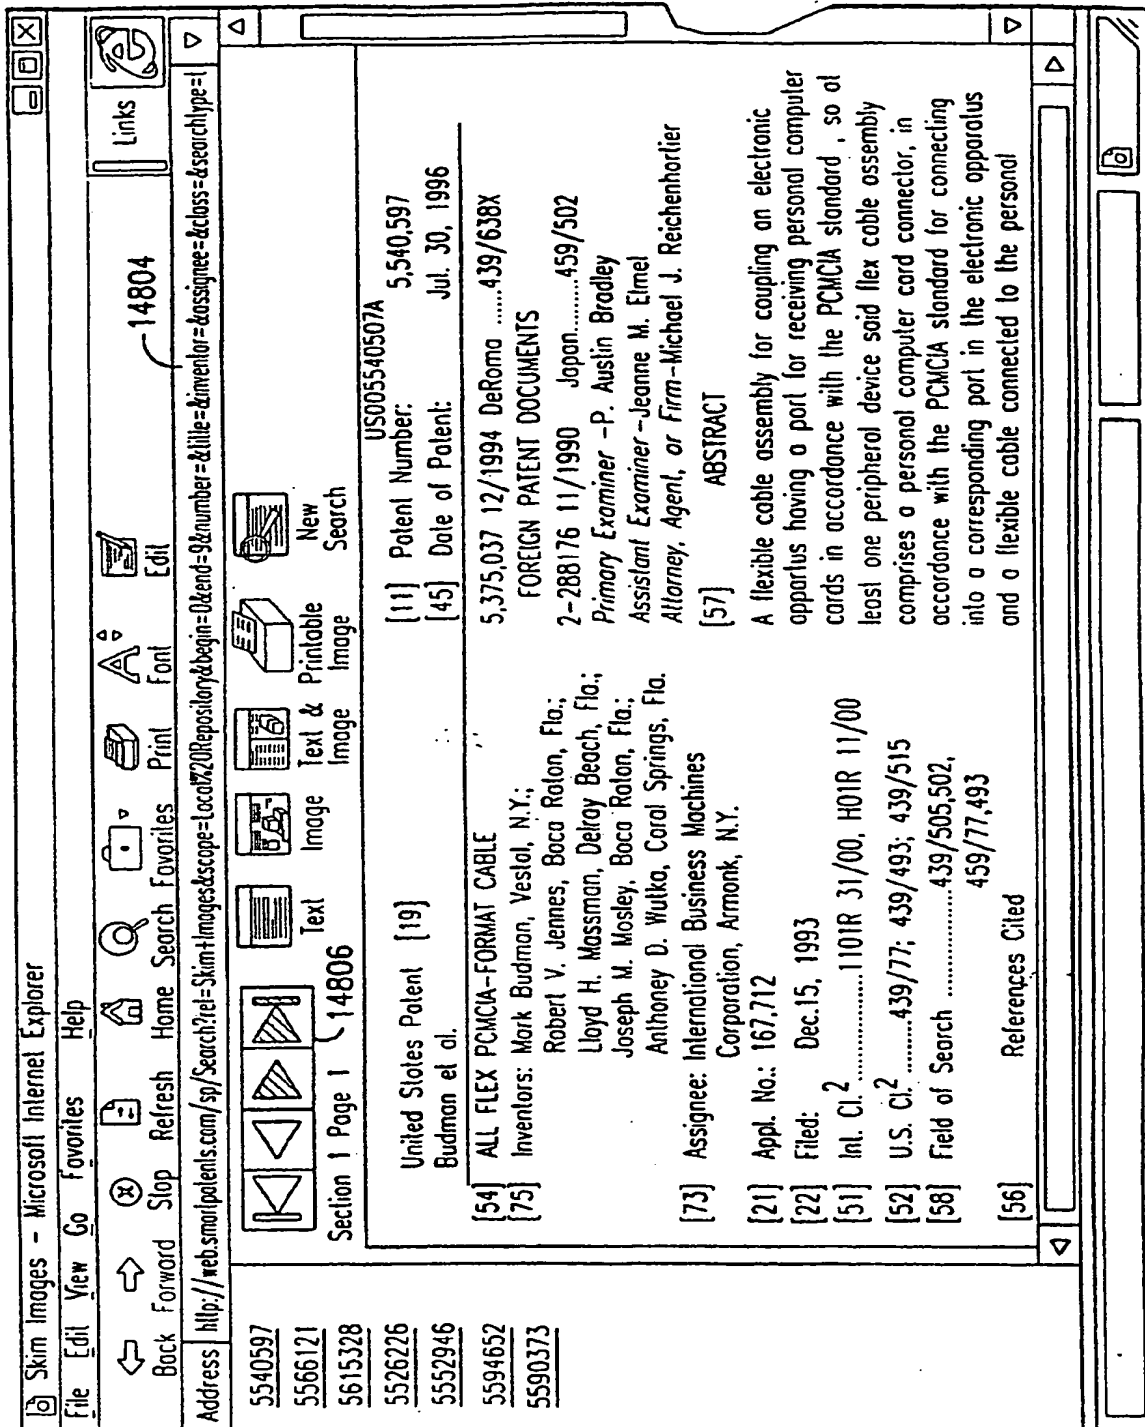 Skim Images - Microsoft Internet Explorer
File Edit View Go Favorites Help
Back Forward Stop Refresh Home Search Favorites Print Font Edit
Links
Address http://web.smartpatents.com/sp/Search?rel=Skim+Images&scope=Local%20Repository&begin=0&end=9&number=&title=&inventor=&assignee=&class=&searchtype=
14804
5540597
5566121
5615328
5526226
5552946
5594652
5590373
Section 1 Page 1
14806
Text
Image
Text & Image
Printable Image
New Search
United States Patent [19]
Budman et al.
US005540507A
[11] Patent Number: 5,540,597
[45] Date of Patent: Jul. 30, 1996
[54] ALL FLEX PCMCIA-FORMAT CABLE
[75] Inventors: Mark Budman, Vestal, N.Y.;
Robert V. Jennes, Boca Raton, Fla.;
Lloyd H. Massman, Delray Beach, Fla.;
Joseph M. Mosley, Boca Raton, Fla.;
Anthoney D. Wutka, Coral Springs, Fla.
[73] Assignee: International Business Machines
Corporation, Armonk, N.Y.
[21] Appl. No.: 167,712
[22] Filed: Dec.15, 1993
[51] Int. Cl.2 ..................1101R 31/00, H01R 11/00
[52] U.S. Cl.2 .........439/77; 439/493; 439/515
[58] Field of Search ....................439/505,502,
459/77,493
[56] References Cited
5,375,037 12/1994 DeRoma ......439/638X
FOREIGN PATENT DOCUMENTS
2-288176 11/1990 Japan.........459/502
Primary Examiner -P. Austin Bradley
Assistant Examiner-Jeanne M. Elmel
Attorney, Agent, or Firm-Michael J. Reichenhartier
[57] ABSTRACT
A flexible cable assembly for coupling an electronic
appartus having a port for receiving personal computer
cards in accordance with the PCMCIA standard , so at
least one peripheral device said flex cable assembly
comprises a personal computer card connector, in
accordance with the PCMCIA standard for connecting
into a corresponding port in the electronic apparatus
and a flexible cable connected to the personal